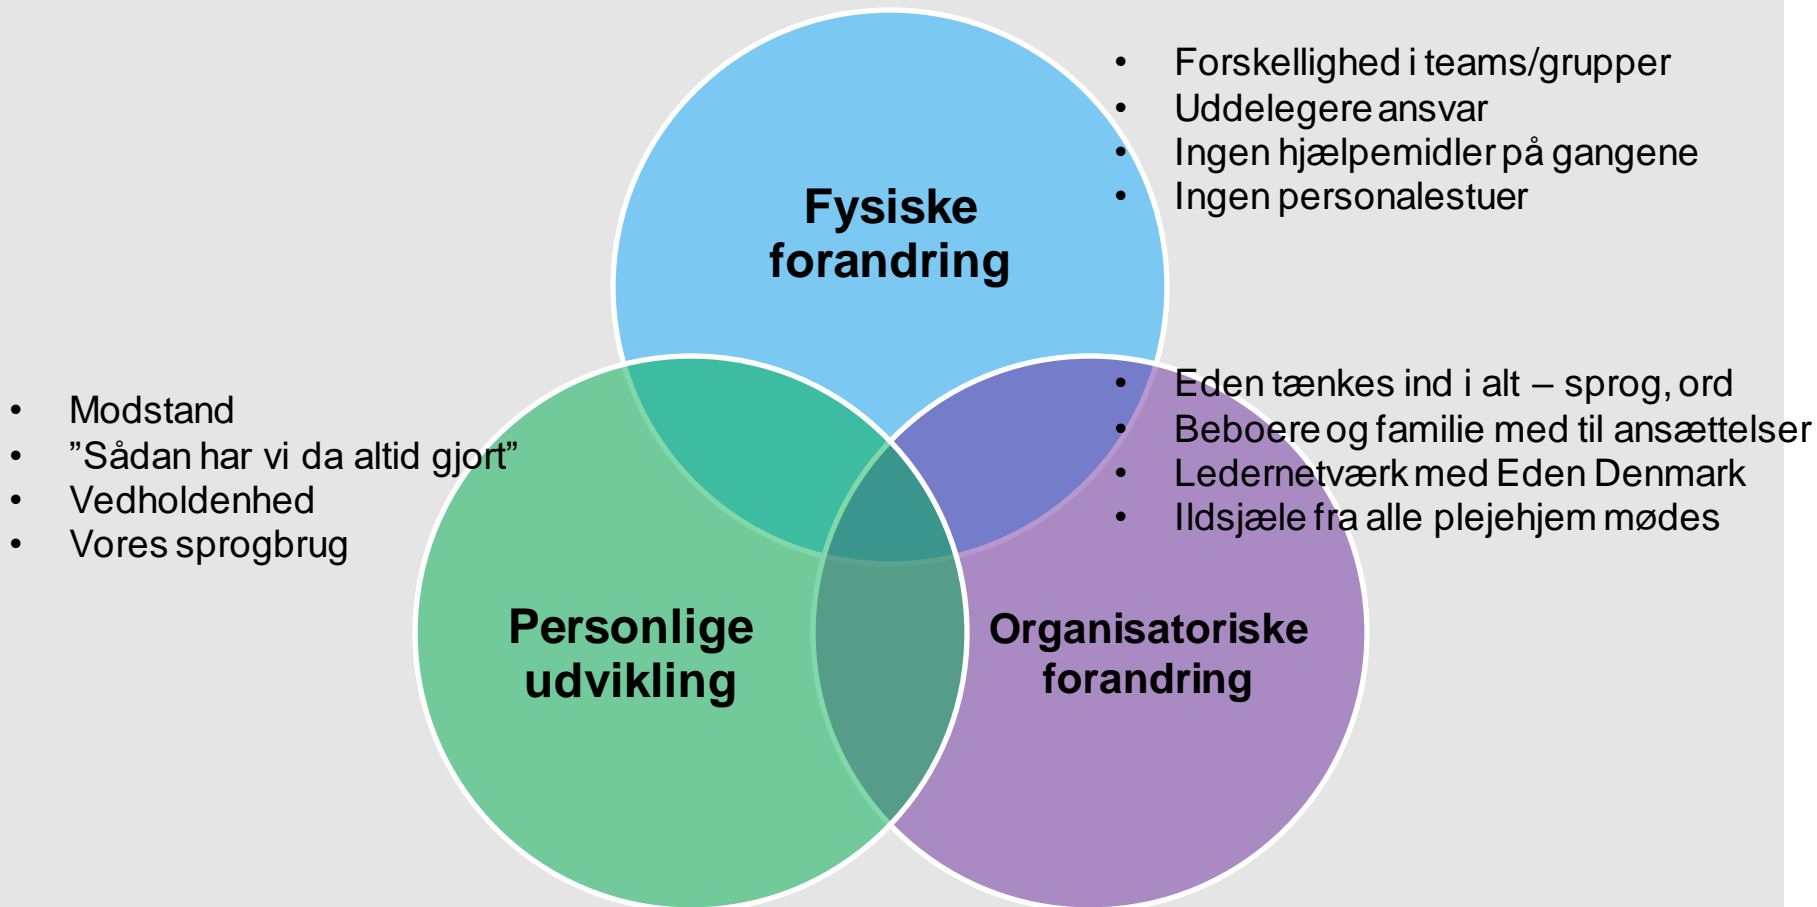 • Forskellighed i teams/grupper
• Uddelegere ansvar
• Ingen hjælpemidler på gangene
• Ingen personalestuer
Fysiske
forandring
• Modstand
• ”Sådan har vi da altid gjort”
• Vedholdenhed
• Vores sprogbrug
• Eden tænkes ind i alt – sprog, ord
• Beboere og familie med til ansættelser
• Ledernetværk med Eden Denmark
• Ildsjæle fra alle plejehjem mødes
Personlige
udvikling
Organisatoriske
forandring